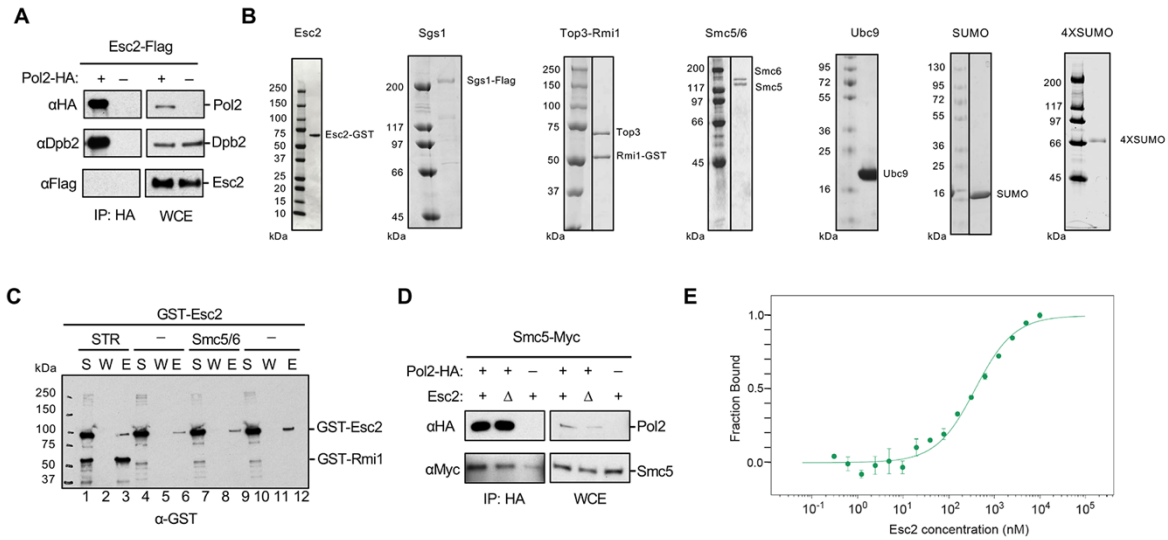 A
Esc2-Flag
Pol2-HA: + – + –
αHA Pol2
αDpb2 Dpb2
αFlag Esc2
IP: HA WCE
B
Esc2
250
150
100
75
50
37
25
20
15
10
kDa
Esc2-GST
Sgs1
200
117
97
66
45
kDa
Sgs1-Flag
Top3-Rmi1
250
150
100
75
50
37
kDa
Top3
Rmi1-GST
Smc5/6
200
117
97
66
45
kDa
Smc6
Smc5
Ubc9
95
72
55
36
26
16
kDa
Ubc9
SUMO
130
95
72
55
36
26
16
kDa
SUMO
4XSUMO
200
117
97
66
45
kDa
4XSUMO
C
GST-Esc2
STR – Smc5/6 –
kDa S W E S W E S W E S W E
250
150
100
75
50
37
GST-Esc2
GST-Rmi1
1 2 3 4 5 6 7 8 9 10 11 12
α-GST
D
Smc5-Myc
Pol2-HA: + + – + + –
Esc2: + Δ + + Δ +
αHA Pol2
αMyc Smc5
IP: HA WCE
E
Fraction Bound
1.0
0.5
0.0
10-1 100 101 102 103 104 105
Esc2 concentration (nM)